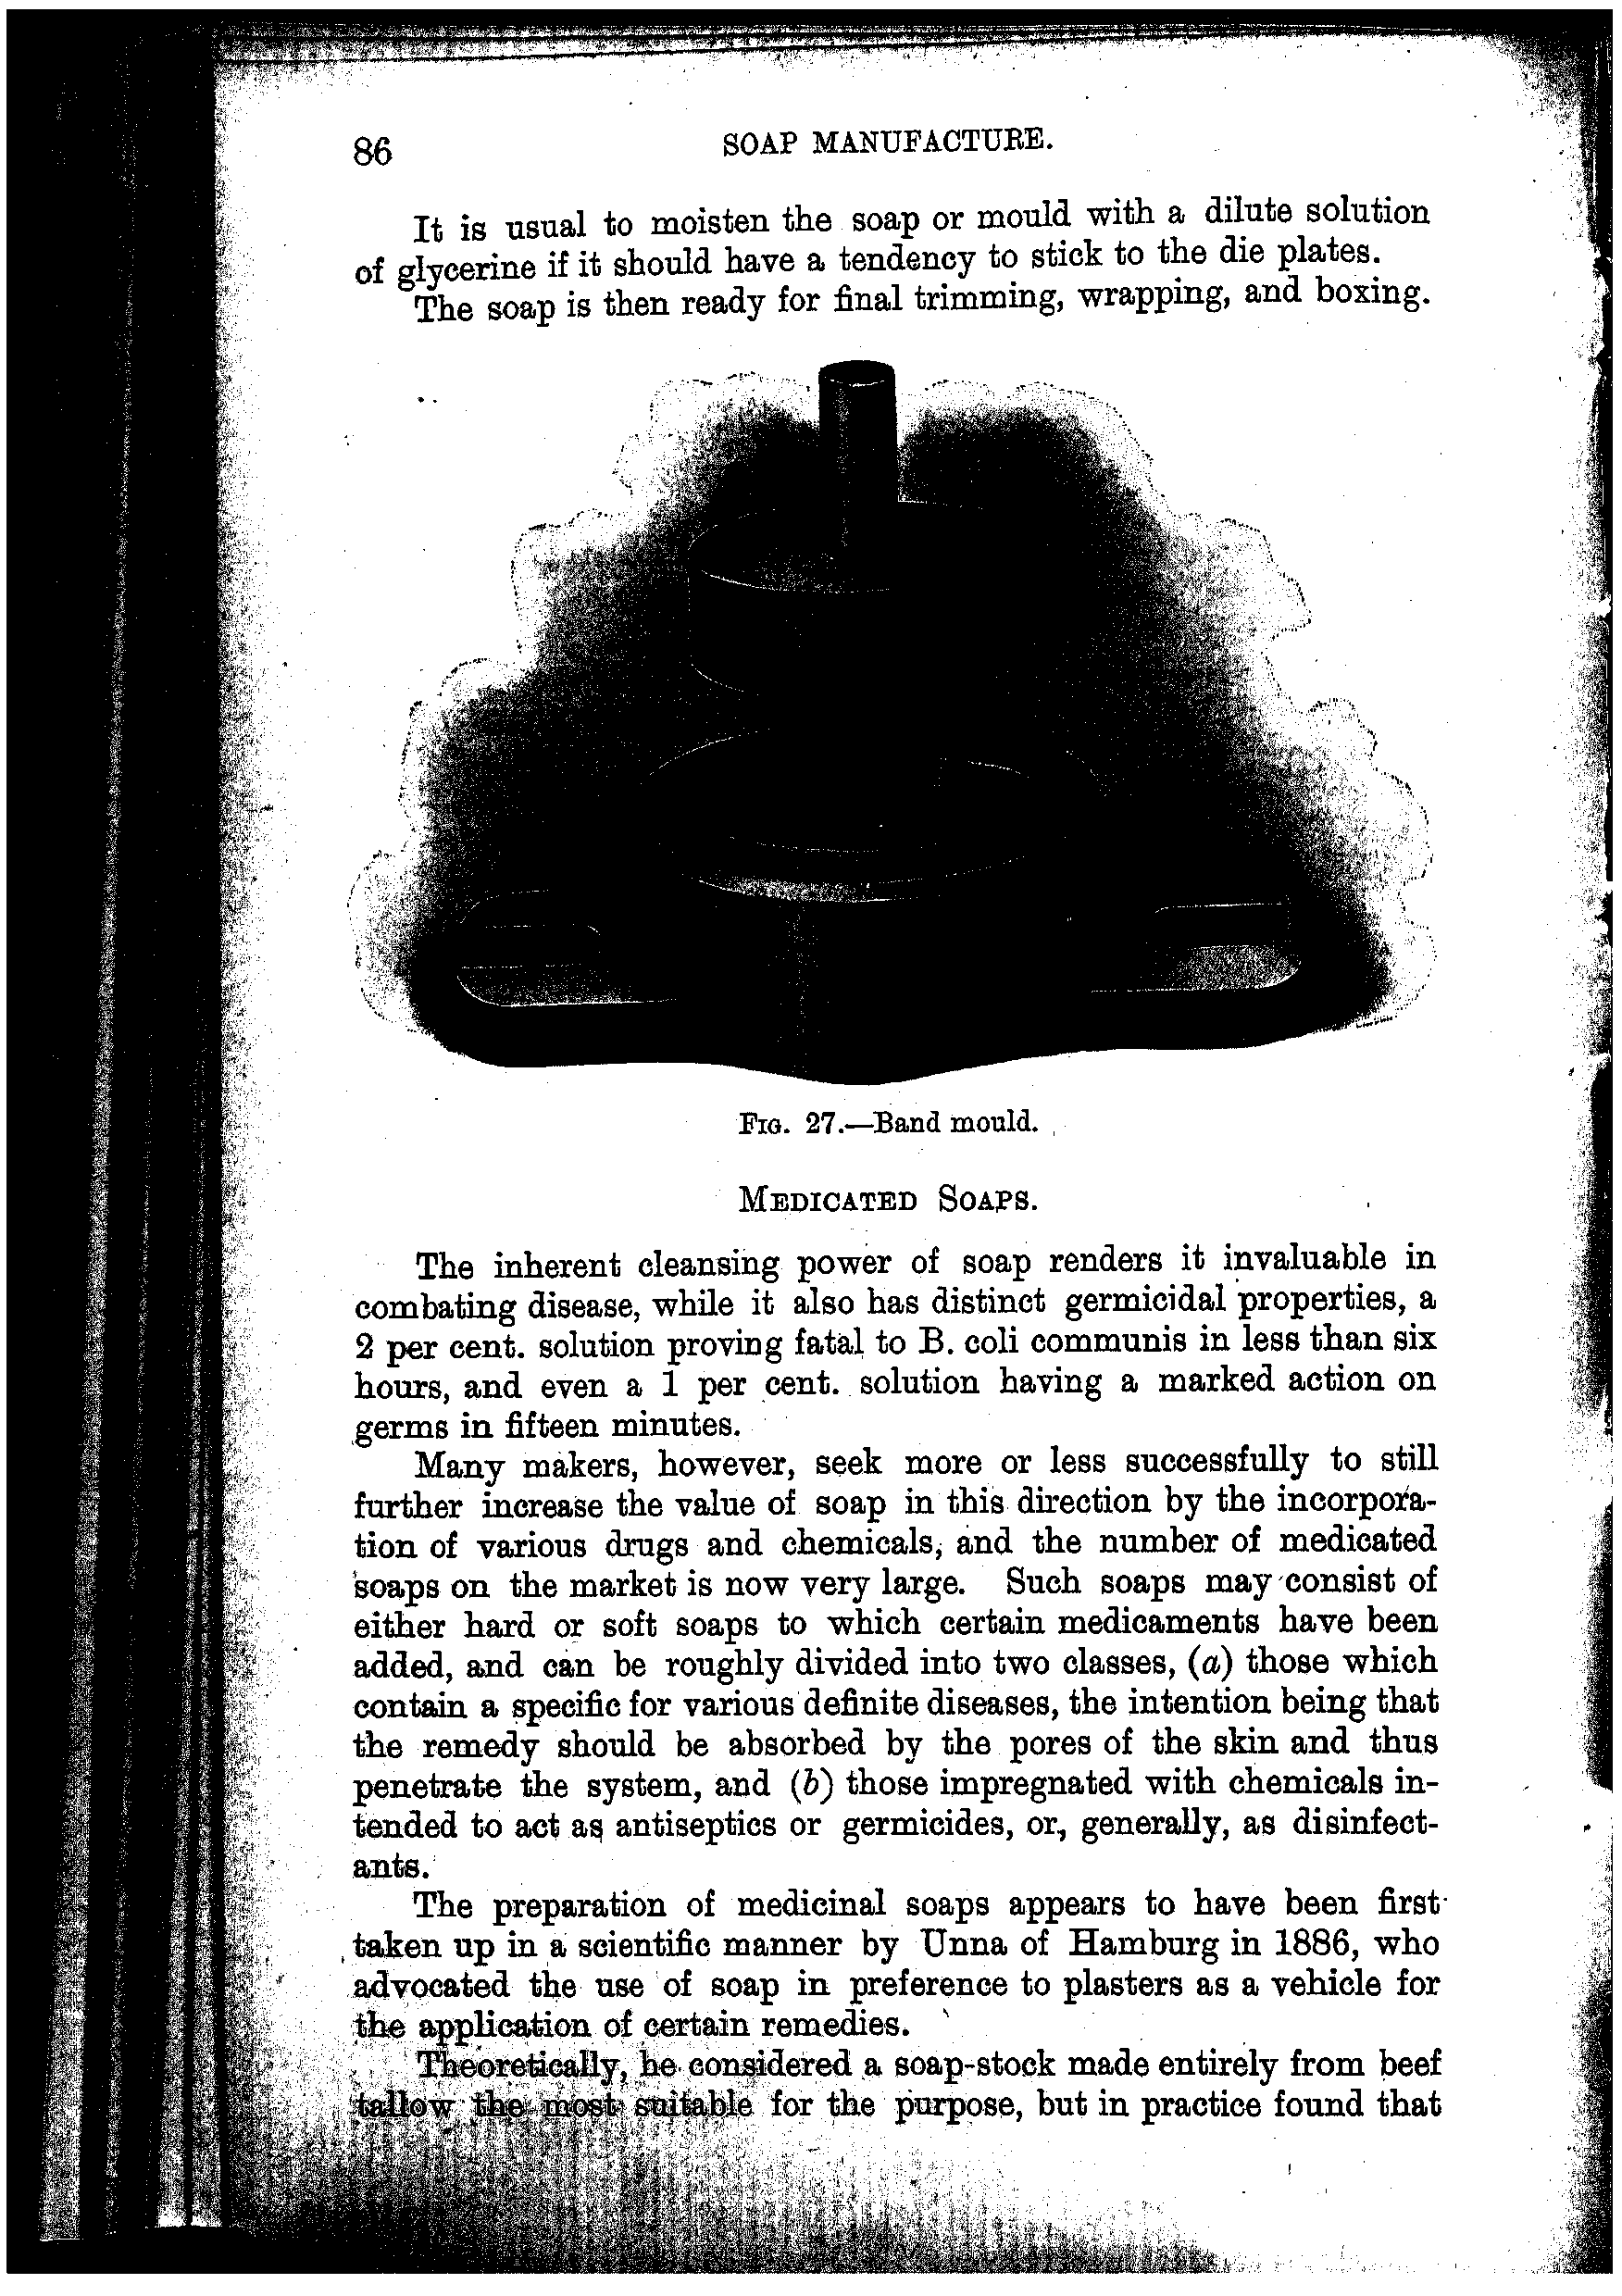 86
SOAP MANUFACTURE.
It is usual to moisten the soap or mould with a dilute solution
of glycerine if it should have a tendency to stick to the die plates.
The soap is then ready for final trimming, wrapping, and boxing.
FIG. 27.—Band mould.
MEDICATED SOAPS.
The inherent cleansing power of soap renders it invaluable in
combating disease, while it also has distinct germicidal properties, a
2 per cent. solution proving fatal to B. coli communis in less than six
hours, and even a 1 per cent. solution having a marked action on
germs in fifteen minutes.
Many makers, however, seek more or less successfully to still
further increase the value of soap in this direction by the incorpora-
tion of various drugs and chemicals, and the number of medicated
soaps on the market is now very large. Such soaps may consist of
either hard or soft soaps to which certain medicaments have been
added, and can be roughly divided into two classes, (a) those which
contain a specific for various definite diseases, the intention being that
the remedy should be absorbed by the pores of the skin and thus
penetrate the system, and (b) those impregnated with chemicals in-
tended to act as antiseptics or germicides, or, generally, as disinfect-
ants.
The preparation of medicinal soaps appears to have been first
taken up in a scientific manner by Unna of Hamburg in 1886, who
advocated the use of soap in preference to plasters as a vehicle for
the application of certain remedies.
Theoretically, he considered a soap-stock made entirely from beef
tallow the most suitable for the purpose, but in practice found that